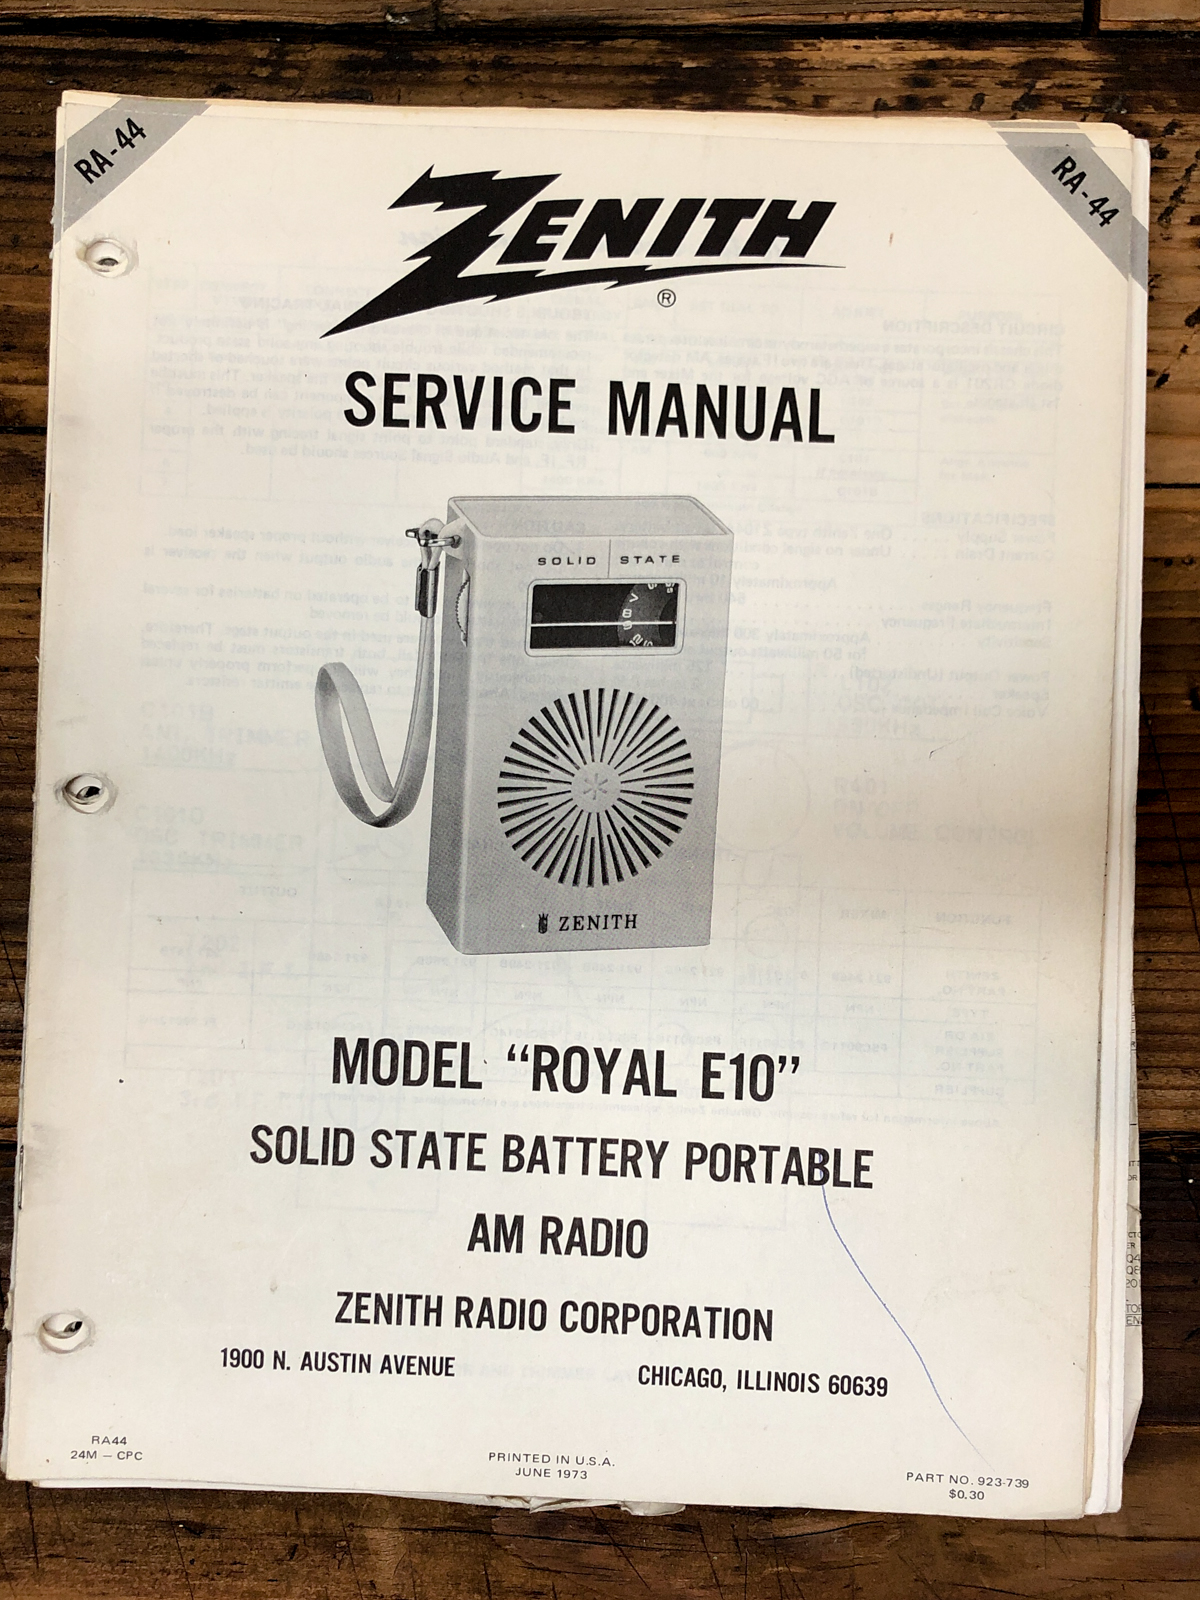 RA-44
RA-44
ZENITH
®
SERVICE MANUAL
SOLID STATE
ZENITH
MODEL "ROYAL E10"
SOLID STATE BATTERY PORTABLE
AM RADIO
ZENITH RADIO CORPORATION
1900 N. AUSTIN AVENUE CHICAGO, ILLINOIS 60639
RA44
24M — CPC
PRINTED IN U.S.A.
JUNE 1973
PART NO. 923-739
$0.30